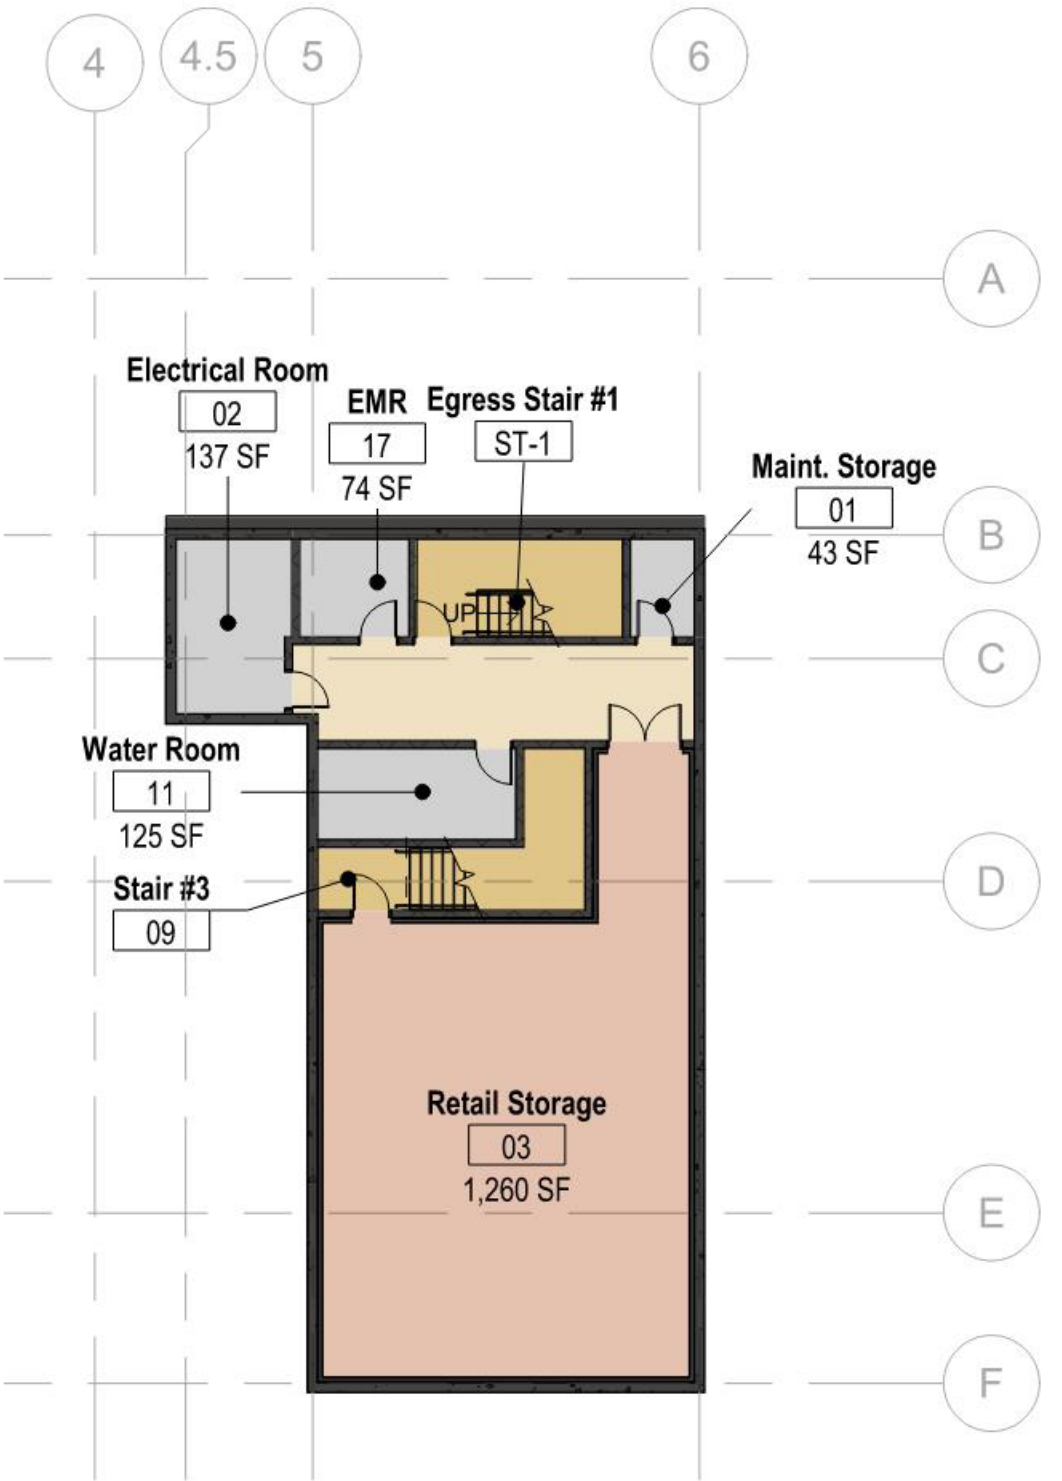 4
4.5
5
6
A
Electrical Room
02
137 SF
EMR
17
74 SF
Egress Stair #1
ST-1
Maint. Storage
01
43 SF
B
UP
C
Water Room
11
125 SF
Stair #3
09
D
Retail Storage
03
1,260 SF
E
F